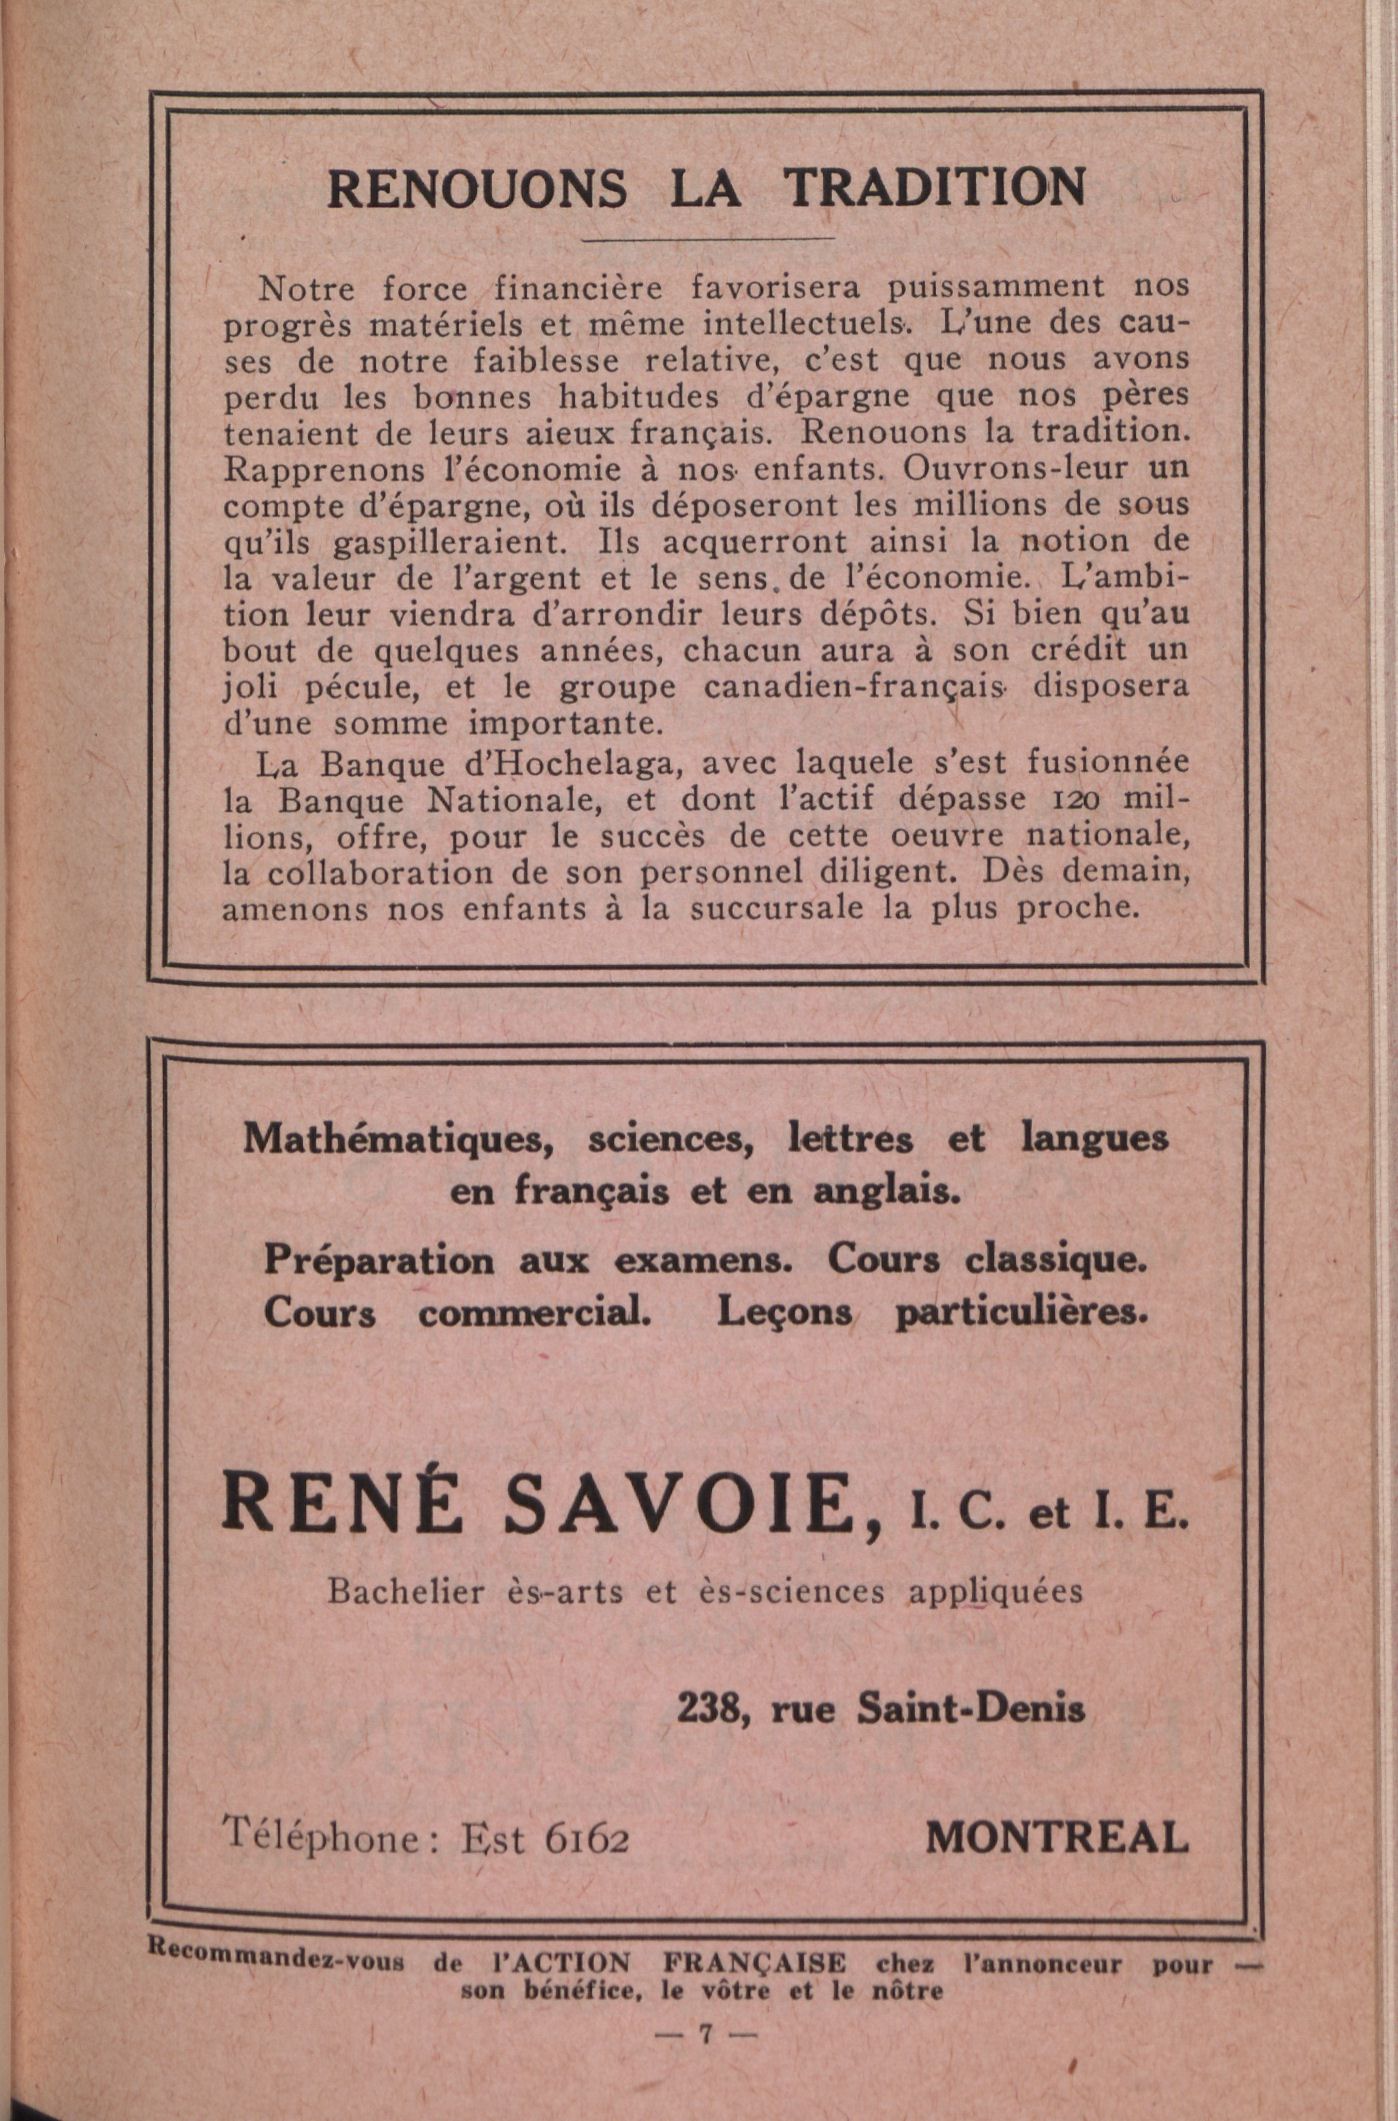 RENOUONS LA TRADITION
Notre force financière favorisera puissamment nos
progrès matériels et même intellectuels. L'une des cau-
ses de notre faiblesse relative, c'est que nous avons
perdu les bonnes habitudes d'épargne que nos pères
tenaient de leurs aieux français. Renouons la tradition.
Rapprenons l'économie à nos enfants. Ouvrons-leur un
compte d'épargne, où ils déposeront les millions de sous
qu'ils gaspilleraient. Ils acquerront ainsi la notion de
la valeur de l'argent et le sens de l'économie. L'ambi-
tion leur viendra d'arrondir leurs dépôts. Si bien qu'au
bout de quelques années, chacun aura à son crédit un
joli pécule, et le groupe canadien-français disposera
d'une somme importante.
La Banque d'Hochelaga, avec laquele s'est fusionnée
la Banque Nationale, et dont l'actif dépasse 120 mil-
lions, offre, pour le succès de cette oeuvre nationale,
la collaboration de son personnel diligent. Dès demain,
amenons nos enfants à la succursale la plus proche.
Mathématiques, sciences, lettres et langues
en français et en anglais.
Préparation aux examens. Cours classique.
Cours commercial. Leçons particulières.
RENÉ SAVOIE, I. C. et I. E.
Bachelier ès-arts et ès-sciences appliquées
238, rue Saint-Denis
Téléphone: Est 6162 MONTREAL
Recommandez-vous de l'ACTION FRANÇAISE chez l'annonceur pour —
son bénéfice, le vôtre et le nôtre
— 7 —